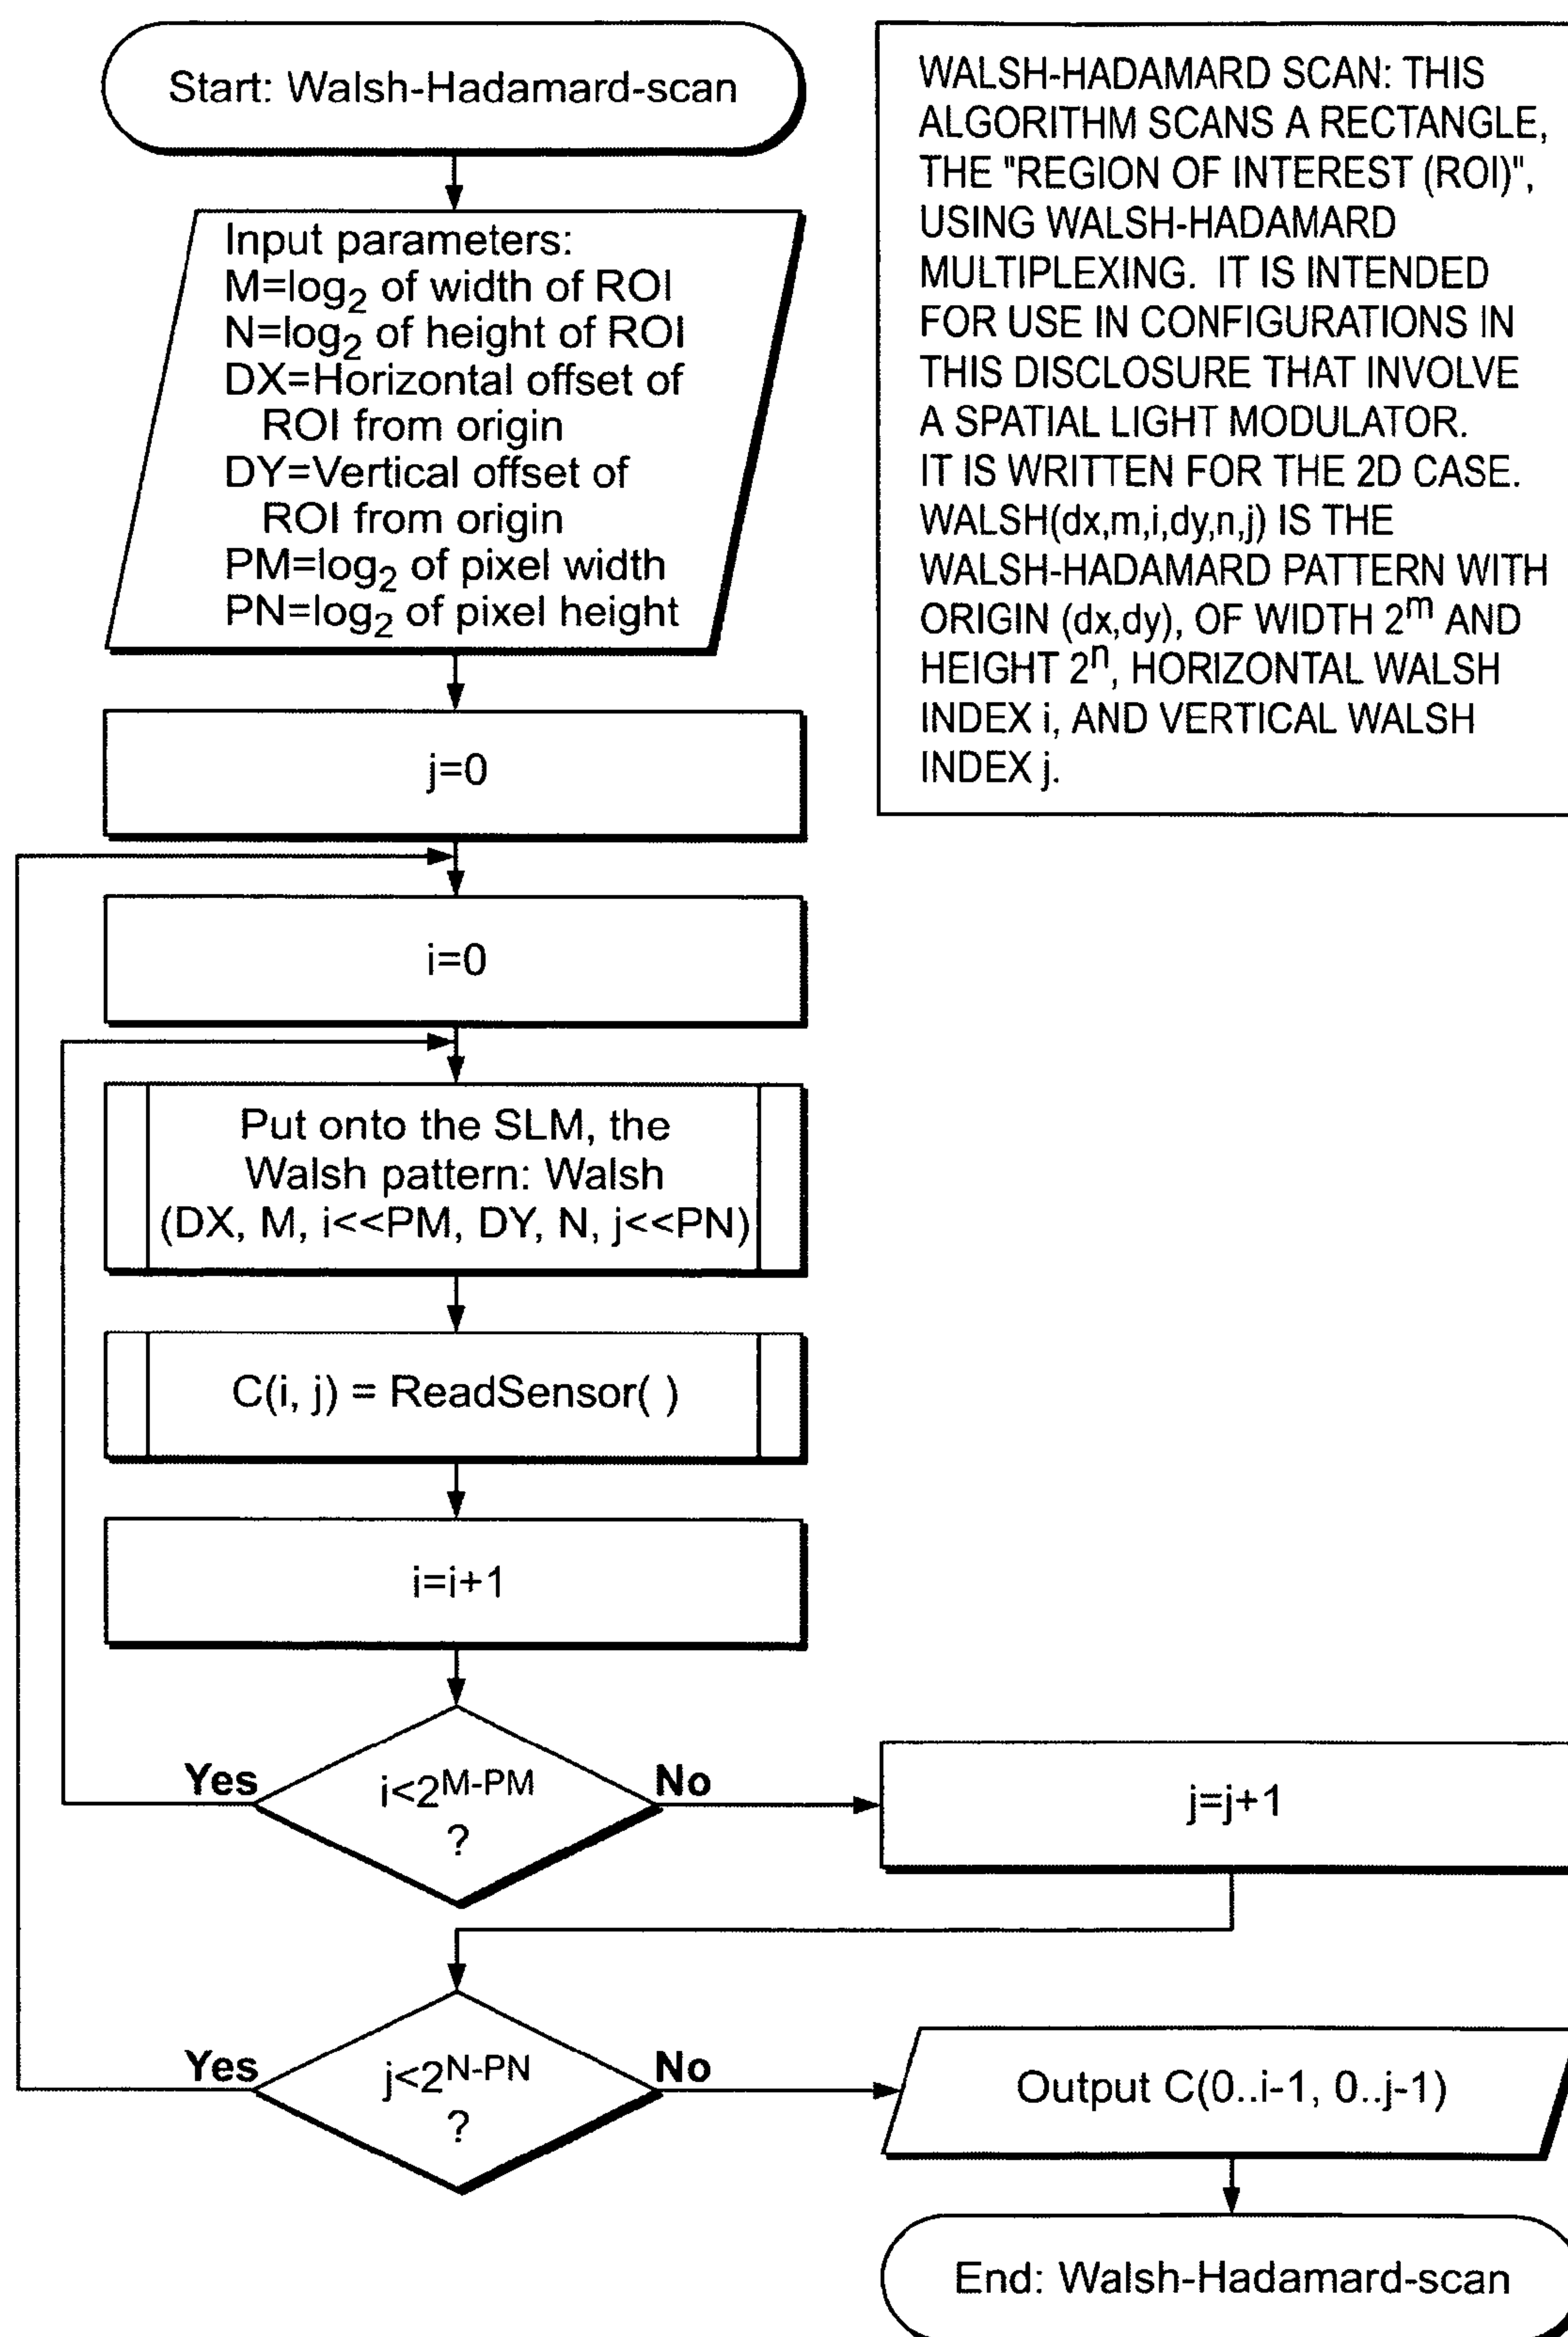 Start: Walsh-Hadamard-scan
Input parameters:
M=log₂ of width of ROI
N=log₂ of height of ROI
DX=Horizontal offset of
ROI from origin
DY=Vertical offset of
ROI from origin
PM=log₂ of pixel width
PN=log₂ of pixel height
j=0
i=0
Put onto the SLM, the
Walsh pattern: Walsh
(DX, M, i<<PM, DY, N, j<<PN)
C(i, j) = ReadSensor( )
i=i+1
Yes
i<2^M-PM
?
No
j=j+1
Yes
j<2^N-PN
?
No
Output C(0..i-1, 0..j-1)
End: Walsh-Hadamard-scan
WALSH-HADAMARD SCAN: THIS
ALGORITHM SCANS A RECTANGLE,
THE "REGION OF INTEREST (ROI)",
USING WALSH-HADAMARD
MULTIPLEXING. IT IS INTENDED
FOR USE IN CONFIGURATIONS IN
THIS DISCLOSURE THAT INVOLVE
A SPATIAL LIGHT MODULATOR.
IT IS WRITTEN FOR THE 2D CASE.
WALSH(dx,m,i,dy,n,j) IS THE
WALSH-HADAMARD PATTERN WITH
ORIGIN (dx,dy), OF WIDTH 2^m AND
HEIGHT 2^n, HORIZONTAL WALSH
INDEX i, AND VERTICAL WALSH
INDEX j.